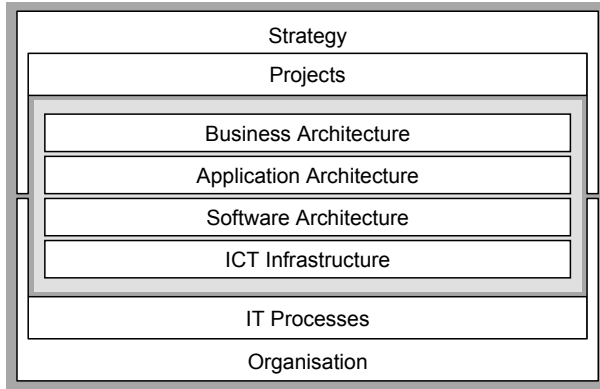 Strategy
Projects
Business Architecture
Application Architecture
Software Architecture
ICT Infrastructure
IT Processes
Organisation